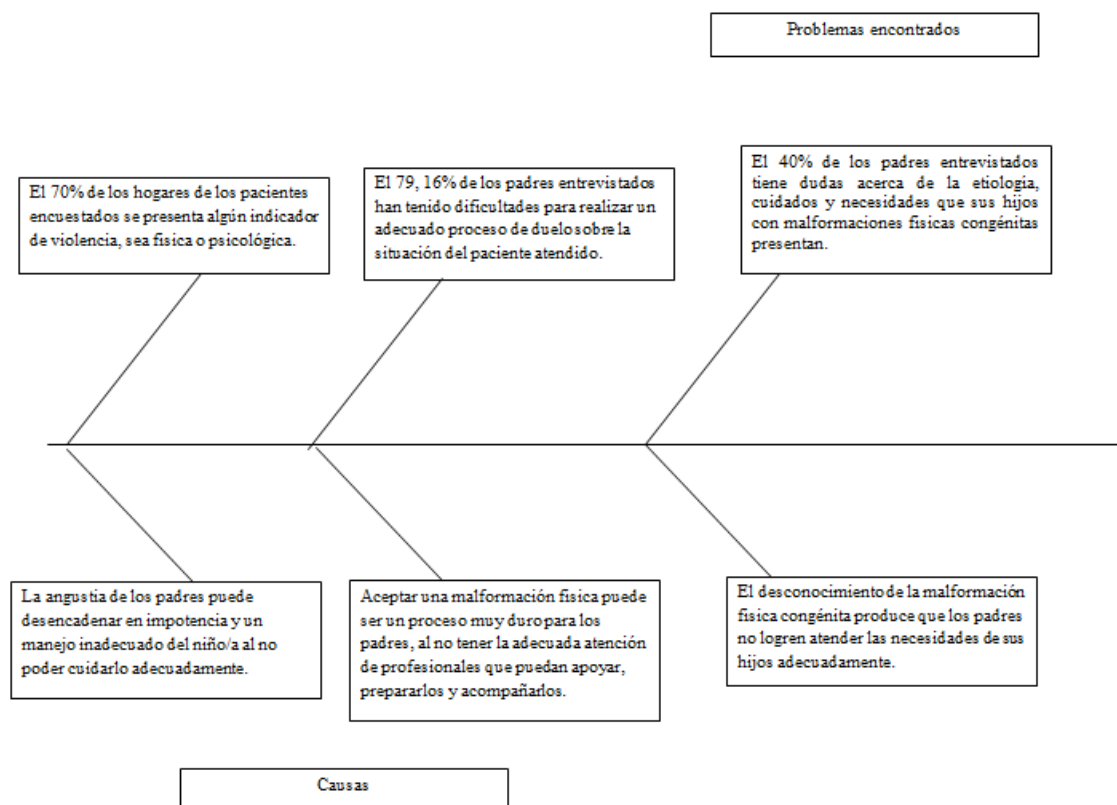 Problemas encontrados
El 70% de los hogares de los pacientes
encuestados se presenta algún indicador
de violencia, sea física o psicológica.
El 79, 16% de los padres entrevistados
han tenido dificultades para realizar un
adecuado proceso de duelo sobre la
situación del paciente atendido.
El 40% de los padres entrevistados
tiene dudas acerca de la etiología,
cuidados y necesidades que sus hijos
con malformaciones físicas congénitas
presentan.
La angustia de los padres puede
desencadenar en impotencia y un
manejo inadecuado del niño/a al no
poder cuidarlo adecuadamente.
Aceptar una malformación física puede
ser un proceso muy duro para los
padres, al no tener la adecuada atención
de profesionales que puedan apoyar,
prepararlos y acompañarlos.
El desconocimiento de la malformación
física congénita produce que los padres
no logren atender las necesidades de sus
hijos adecuadamente.
Causas